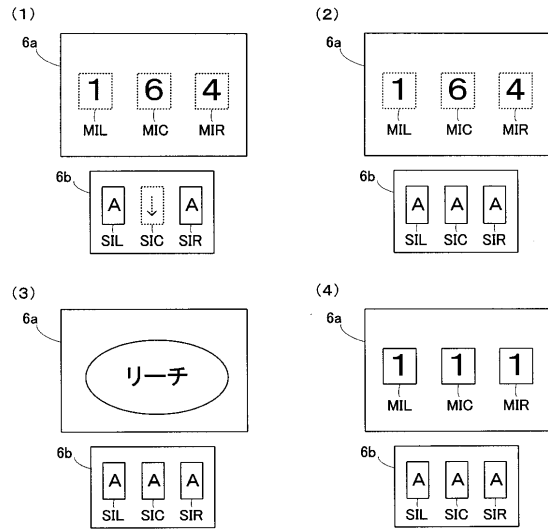 (1)
6a
1 6 4
MIL MIC MIR
6b
A ↓ A
SIL SIC SIR
(2)
6a
1 6 4
MIL MIC MIR
6b
A A A
SIL SIC SIR
(3)
6a
リーチ
6b
A A A
SIL SIC SIR
(4)
6a
1 1 1
MIL MIC MIR
6b
A A A
SIL SIC SIR